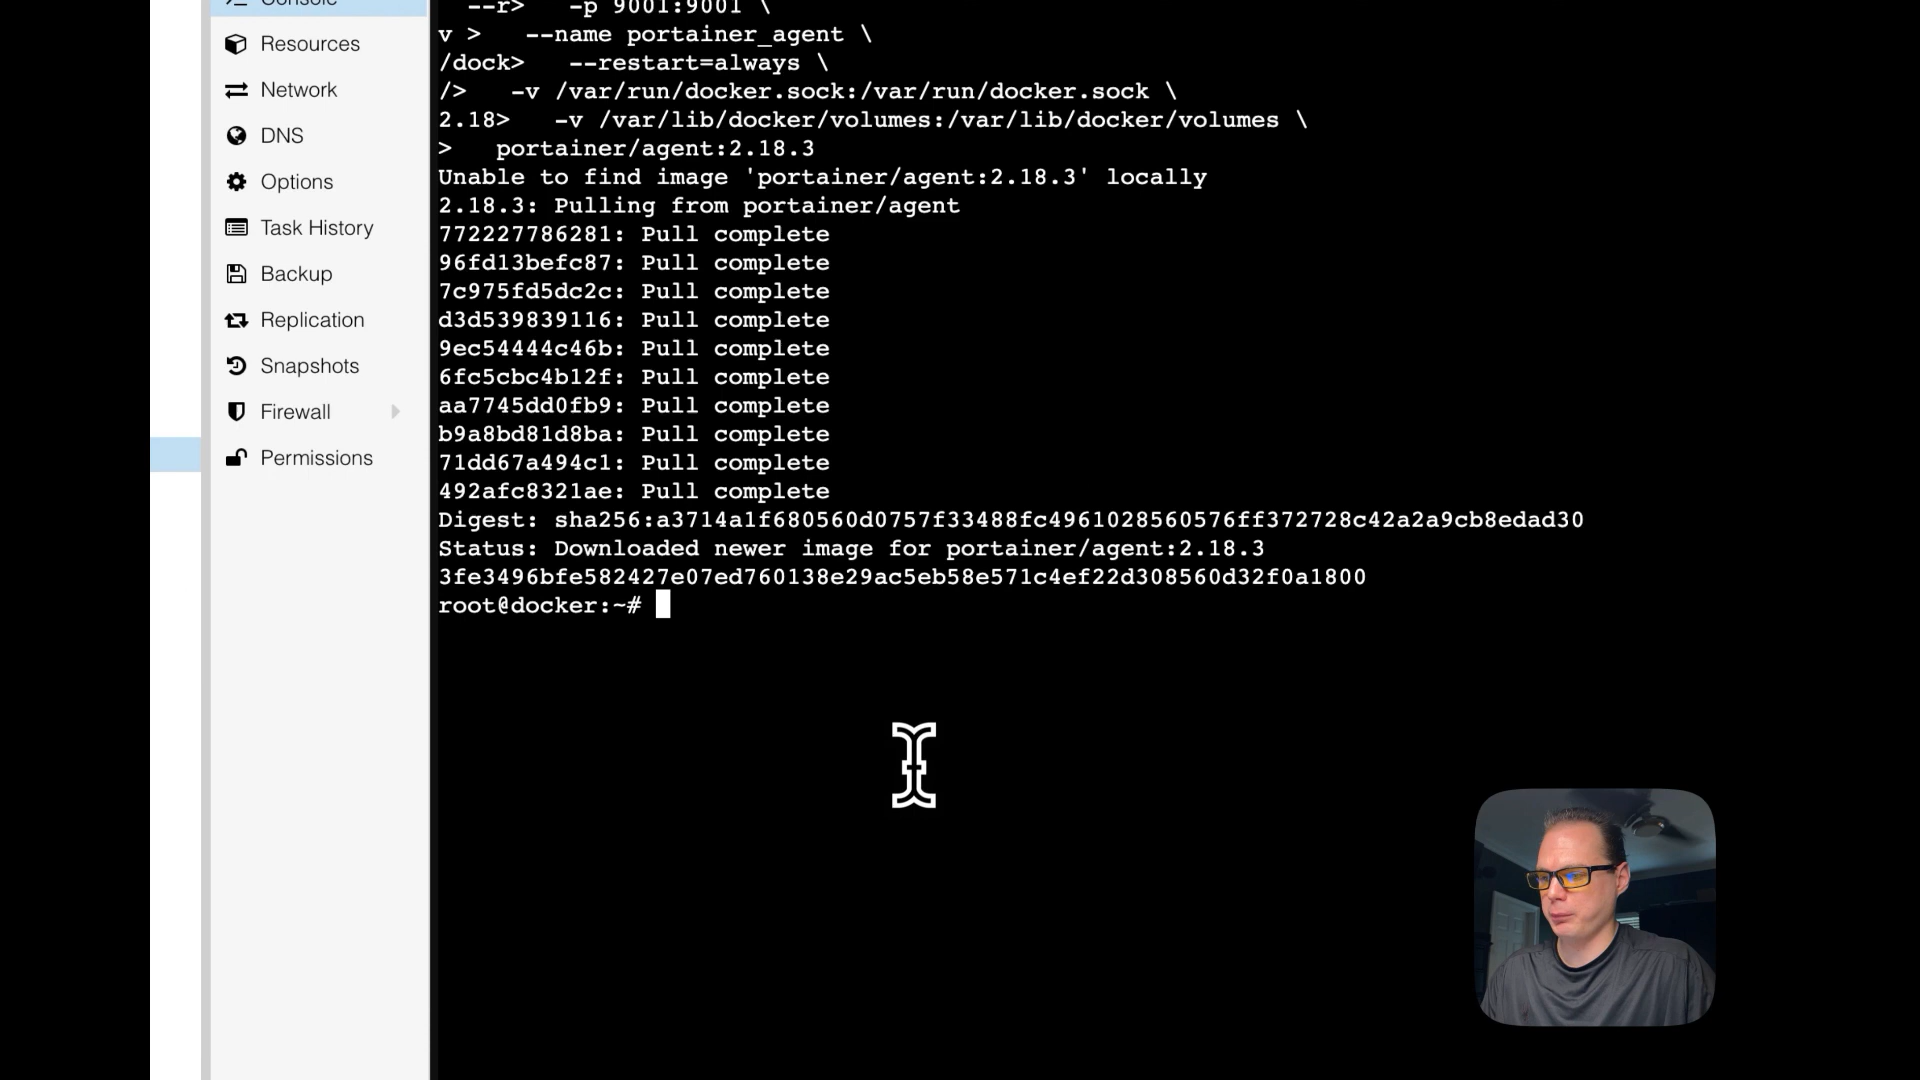 Console
Resources
Network
DNS
Options
Task History
Backup
Replication
Snapshots
Firewall
Permissions
--r>   -p 9001:9001 \
v >   --name portainer_agent \
/dock>   --restart=always \
/>   -v /var/run/docker.sock:/var/run/docker.sock \
2.18>   -v /var/lib/docker/volumes:/var/lib/docker/volumes \
>   portainer/agent:2.18.3
Unable to find image 'portainer/agent:2.18.3' locally
2.18.3: Pulling from portainer/agent
772227786281: Pull complete
96fd13befc87: Pull complete
7c975fd5dc2c: Pull complete
d3d539839116: Pull complete
9ec54444c46b: Pull complete
6fc5cbc4b12f: Pull complete
aa7745dd0fb9: Pull complete
b9a8bd81d8ba: Pull complete
71dd67a494c1: Pull complete
492afc8321ae: Pull complete
Digest: sha256:a3714a1f680560d0757f33488fc4961028560576ff372728c42a2a9cb8edad30
Status: Downloaded newer image for portainer/agent:2.18.3
3fe3496bfe582427e07ed760138e29ac5eb58e571c4ef22d308560d32f0a1800
root@docker:~#